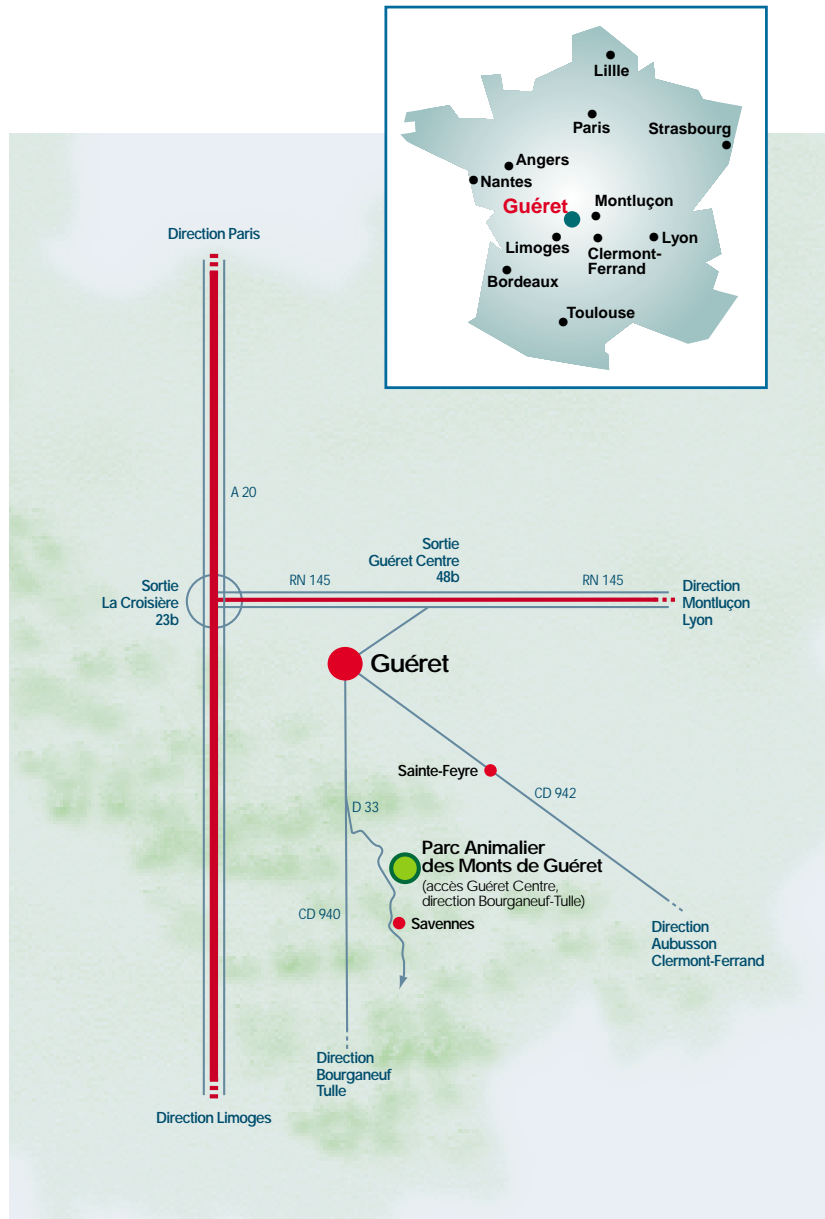 Lillle
Paris
Strasbourg
Angers
Nantes
Guéret
Montluçon
Limoges
Clermont-
Ferrand
Lyon
Bordeaux
Toulouse
Direction Paris
A 20
Sortie
La Croisière
23b
RN 145
Sortie
Guéret Centre
48b
RN 145
Direction
Montluçon
Lyon
Guéret
Sainte-Feyre
CD 942
D 33
Parc Animalier
des Monts de Guéret
(accès Guéret Centre,
direction Bourganeuf-Tulle)
CD 940
Savennes
Direction
Aubusson
Clermont-Ferrand
Direction
Bourganeuf
Tulle
Direction Limoges